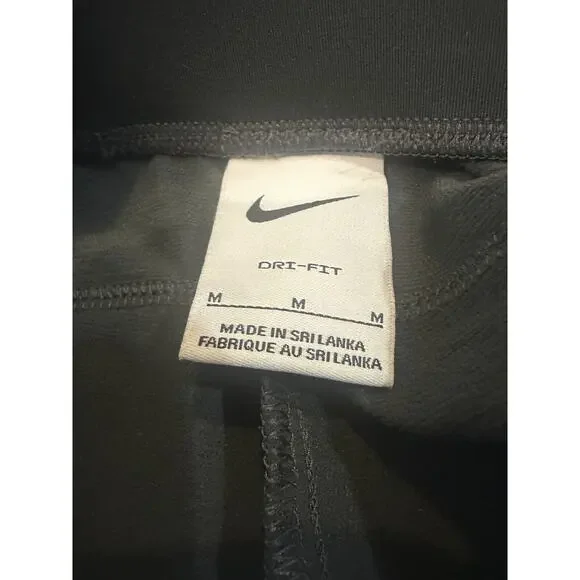 DRI-FIT
M M M
MADE IN SRI LANKA
FABRIQUE AU SRI LANKA